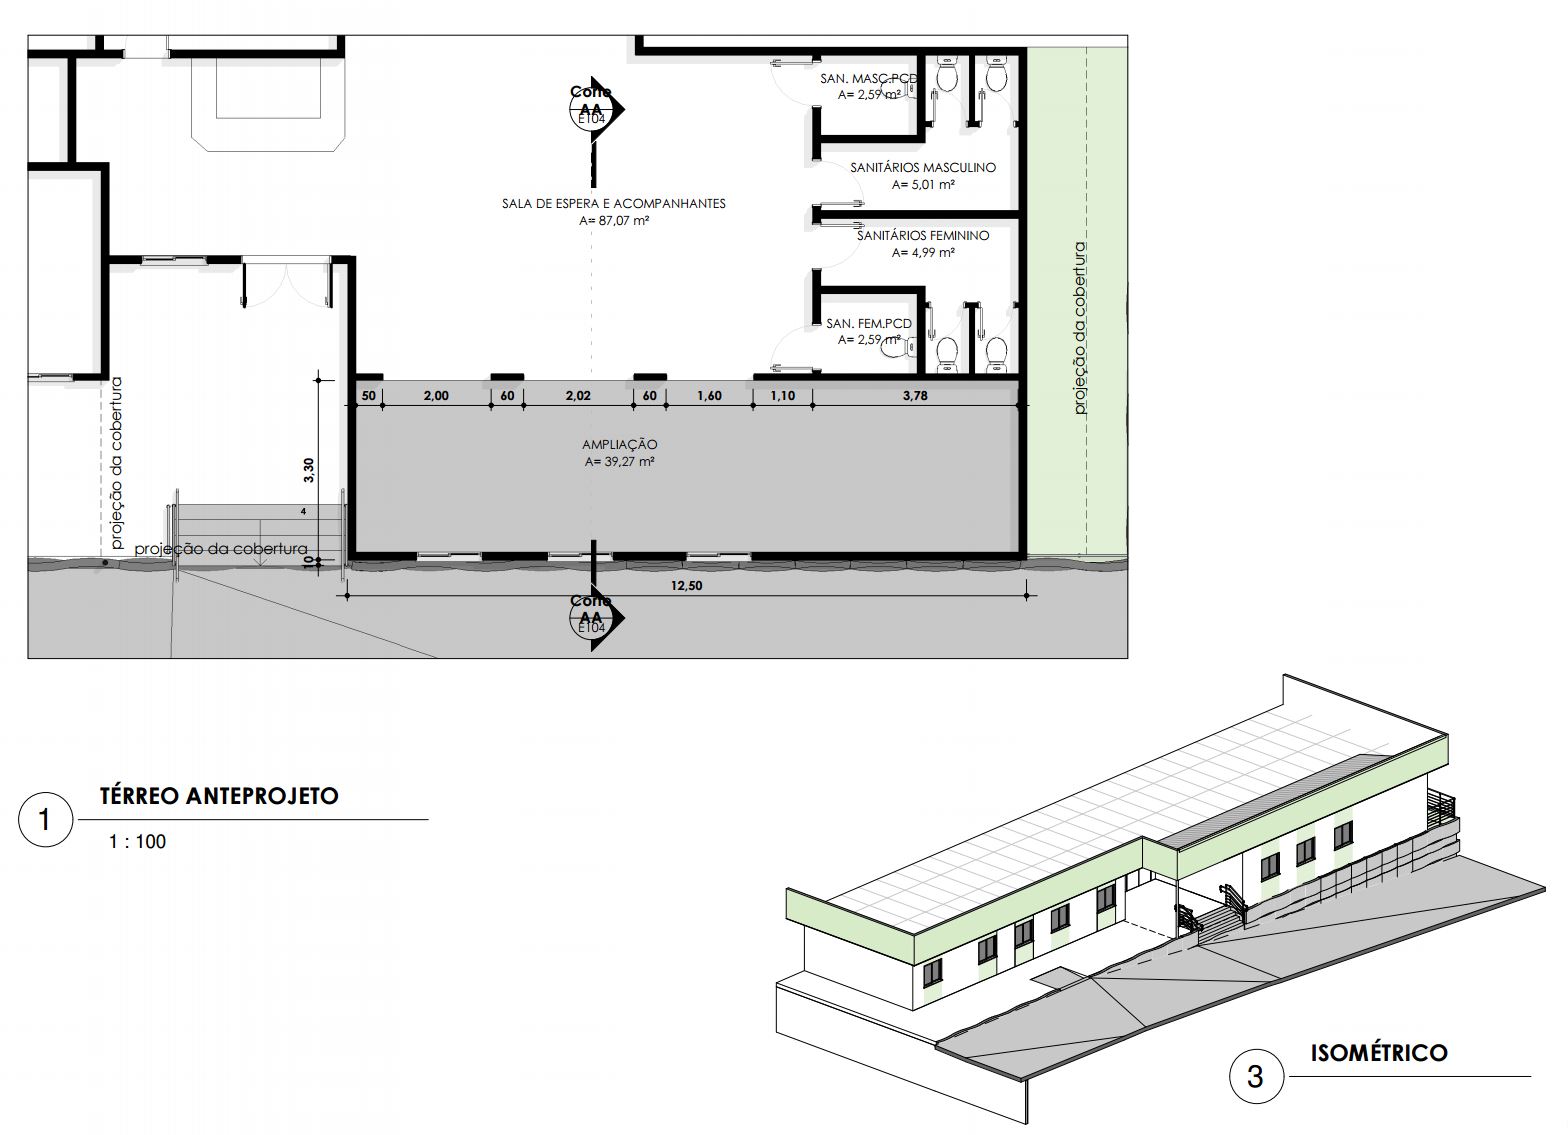 Corte
AA
E104
SAN. MASC.PCD
A= 2,59 m²
SANITÁRIOS MASCULINO
A= 5,01 m²
SALA DE ESPERA E ACOMPANHANTES
A= 87,07 m²
SANITÁRIOS FEMININO
A= 4,99 m²
SAN. FEM.PCD
A= 2,59 m²
projeção da cobertura
projeção da cobertura
50 2,00 60 2,02 60 1,60 1,10 3,78
AMPLIAÇÃO
A= 39,27 m²
3,30
4
projeção da cobertura
10
12,50
Corte
AA
E104
1
TÉRREO ANTEPROJETO
1 : 100
3
ISOMÉTRICO